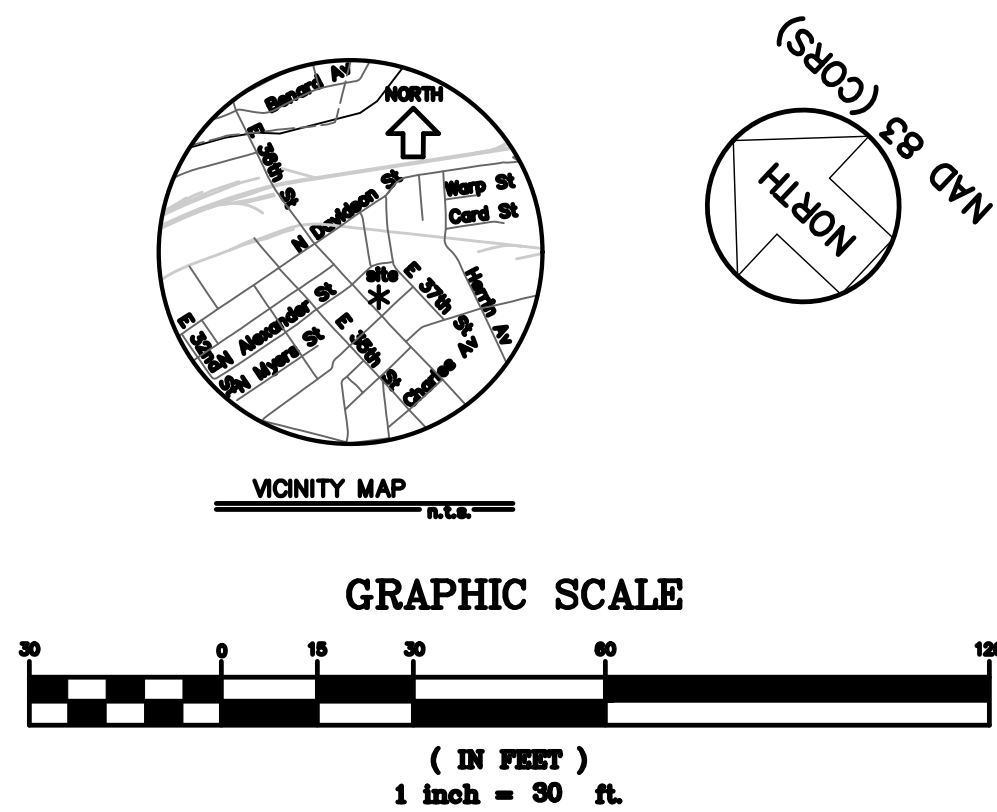 Benard Av
NORTH
E 36th St
N Davidson St
Warp St
Card St
site
E 37th St
Herrin Av
E 32nd St
N Alexander St
N Myers St
E 35th St
Charles Av
VICINITY MAP
n.t.s.
NAD 83 (CORS)
NORTH
GRAPHIC SCALE
30 0 15 30 60 120
( IN FEET )
1 inch = 30 ft.